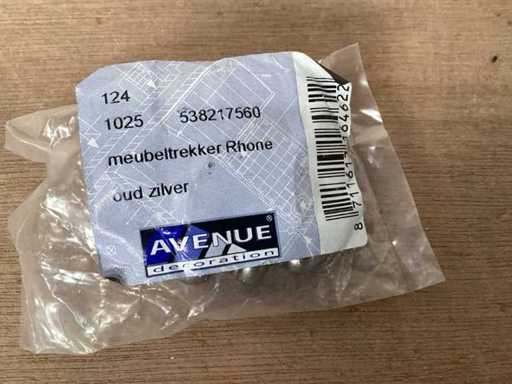 124
1025 538217560
meubeltrekker Rhone
oud zilver
AVENUE®
decoration